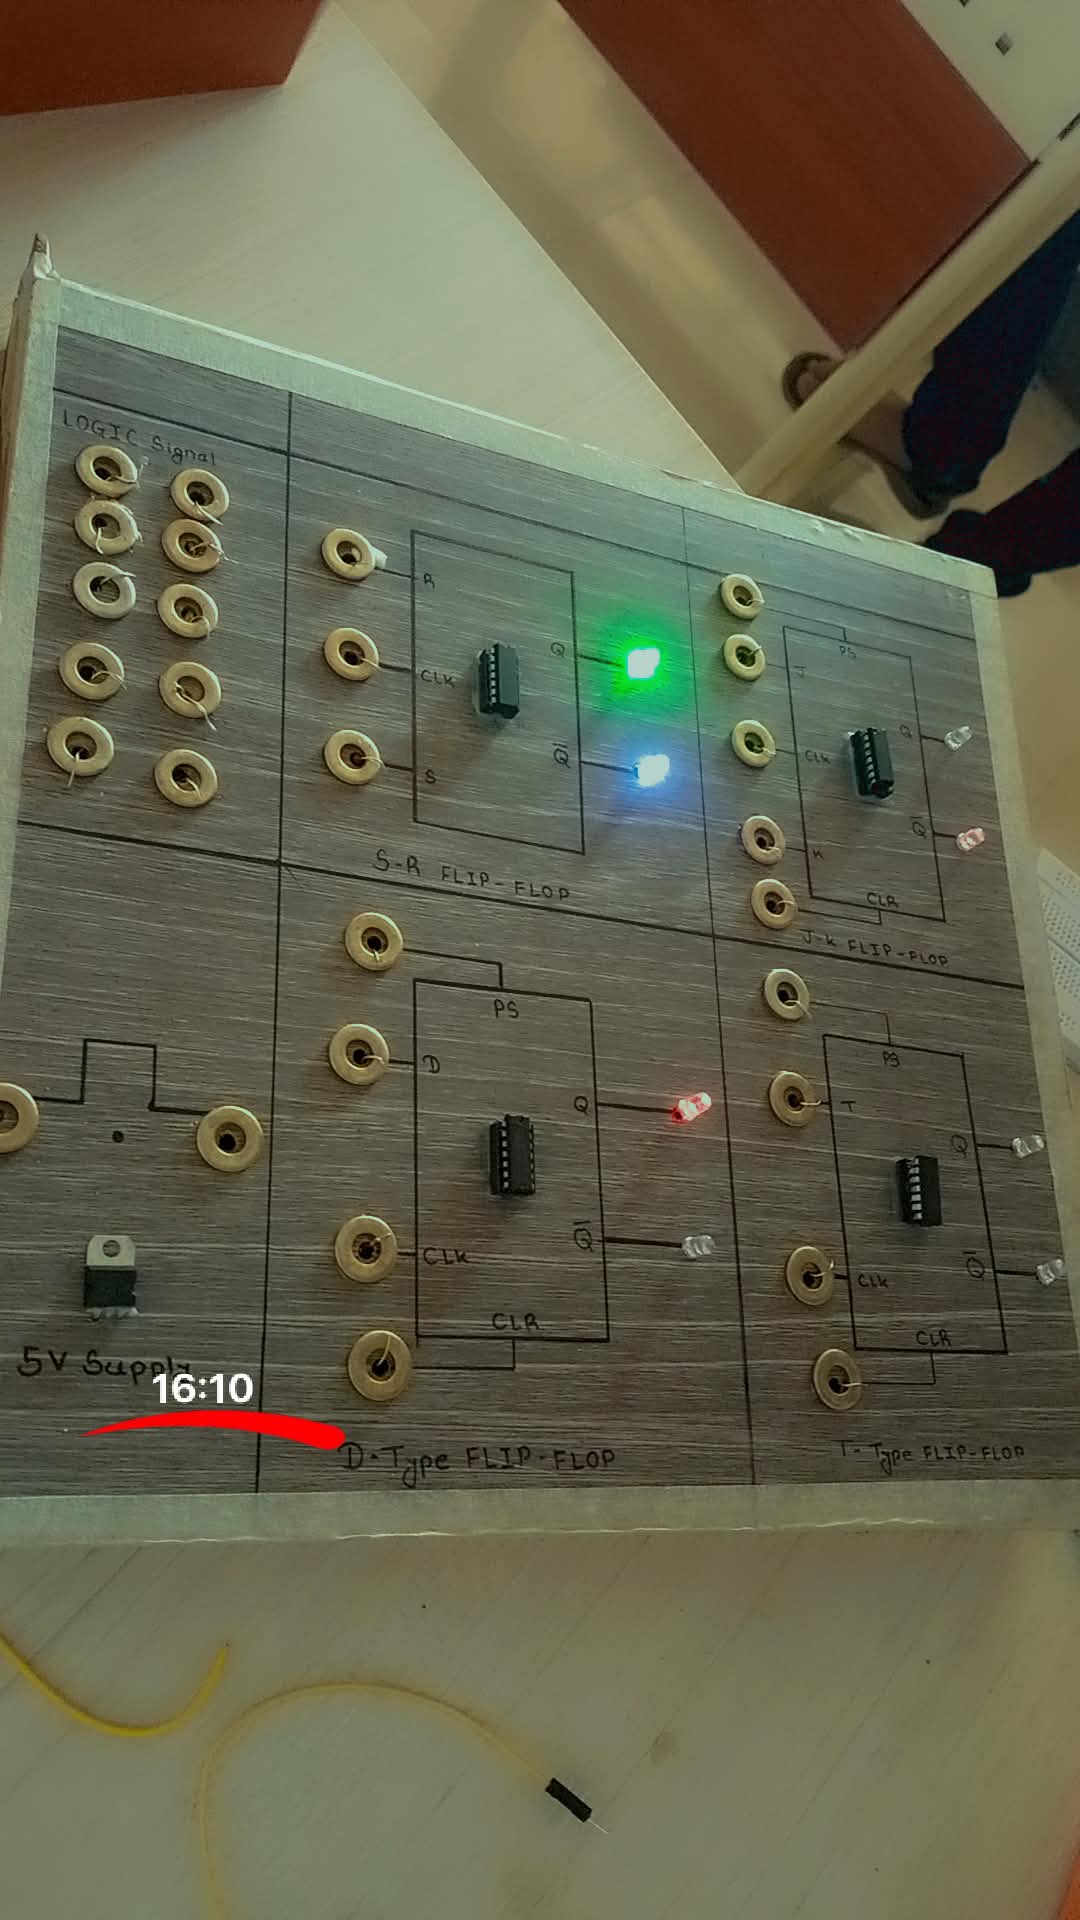 LOGIC Signal
R
CLK
S
Q
Q̅
S-R FLIP-FLOP
PS
J
CLK
K
Q
Q̅
CLR
J-K FLIP-FLOP
5V Supply
16:10
PS
D
CLK
Q
Q̅
CLR
D-Type FLIP-FLOP
PS
T
CLK
Q
Q̅
CLR
T-Type FLIP-FLOP